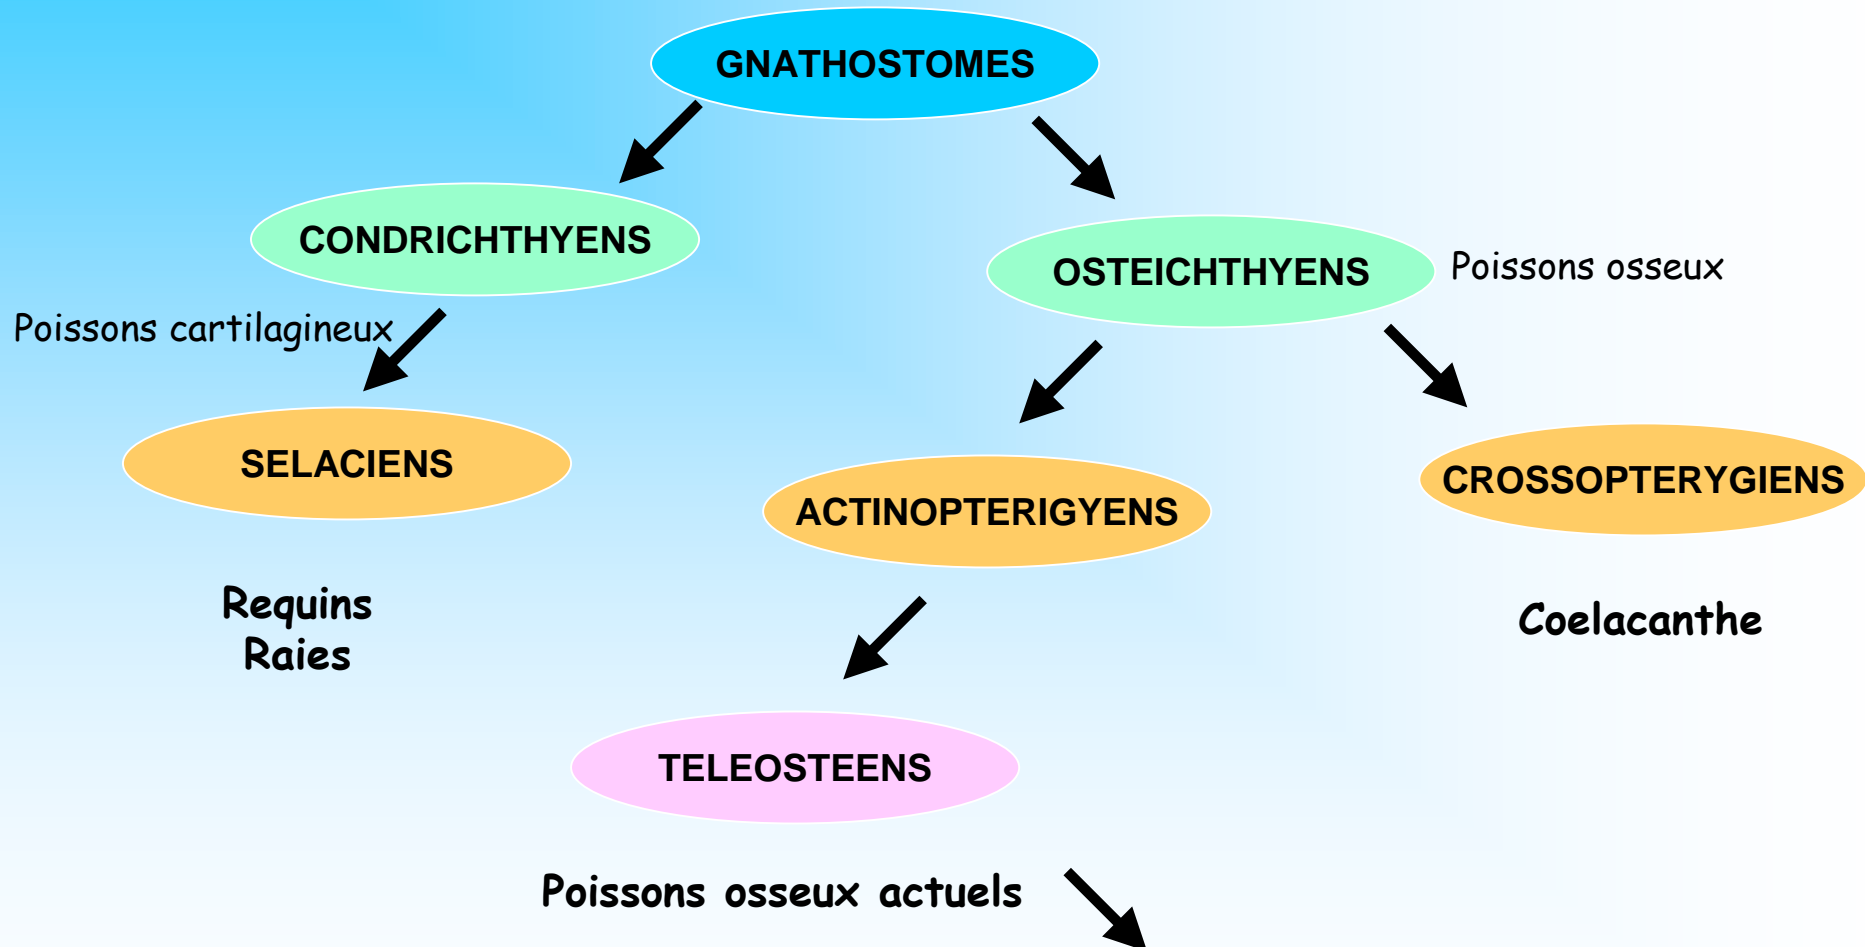 GNATHOSTOMES
CONDRICHTHYENS
OSTEICHTHYENS
Poissons osseux
Poissons cartilagineux
SELACIENS
ACTINOPTERIGYENS
CROSSOPTERYGIENS
Requins
Raies
Coelacanthe
TELEOSTEENS
Poissons osseux actuels